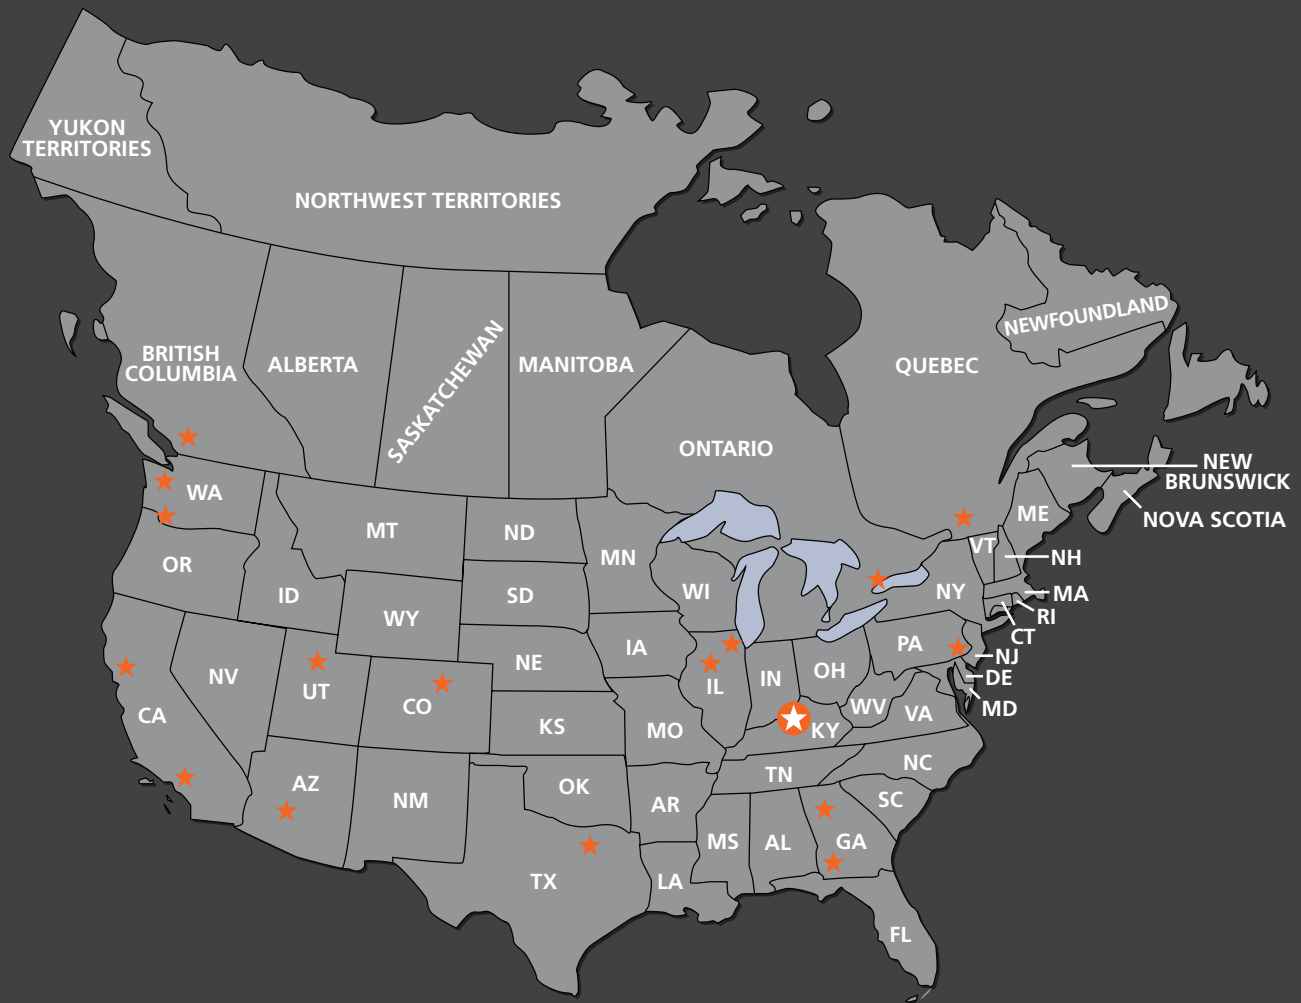 YUKON
TERRITORIES
NORTHWEST TERRITORIES
BRITISH
COLUMBIA
ALBERTA
SASKATCHEWAN
MANITOBA
ONTARIO
QUEBEC
NEWFOUNDLAND
NEW
BRUNSWICK
NOVA SCOTIA
WA
MT
ND
MN
ME
VT
NH
OR
ID
WY
SD
WI
NY
MA
RI
CT
NV
UT
CO
NE
IA
IL
IN
OH
PA
NJ
DE
MD
CA
KS
MO
KY
WV
VA
AZ
NM
OK
AR
TN
NC
SC
MS
AL
GA
TX
LA
FL